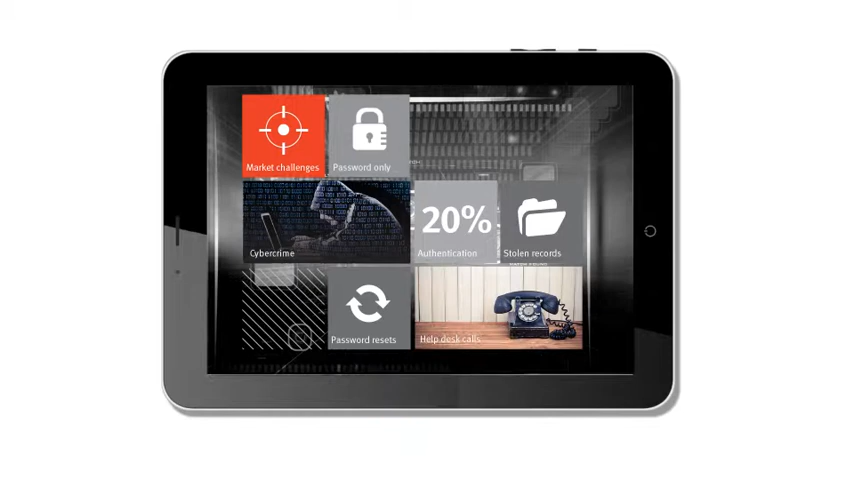 Market challenges
Password only
Cybercrime
20%
Authentication
Stolen records
Password resets
Help desk calls